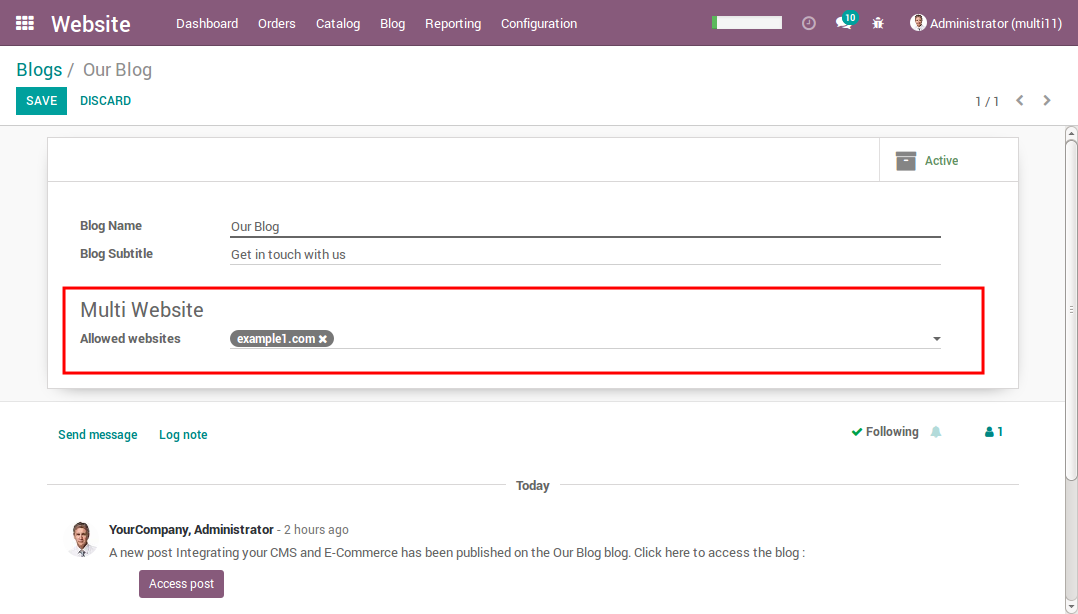 Website Dashboard Orders Catalog Blog Reporting Configuration 10 Administrator (multi11)
Blogs / Our Blog
SAVE DISCARD 1 / 1
Active
Blog Name Our Blog
Blog Subtitle Get in touch with us
Multi Website
Allowed websites example1.com
Send message Log note Following 1
Today
YourCompany, Administrator - 2 hours ago
A new post Integrating your CMS and E-Commerce has been published on the Our Blog blog. Click here to access the blog :
Access post